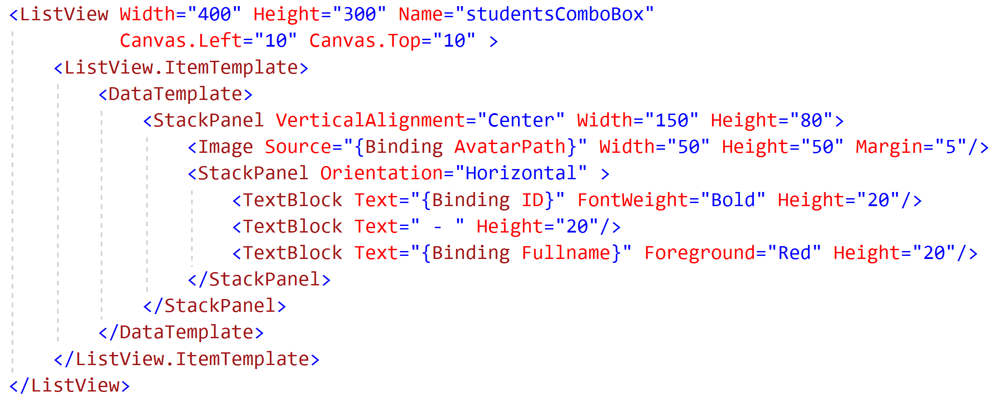 <ListView Width="400" Height="300" Name="studentsComboBox"
          Canvas.Left="10" Canvas.Top="10" >
    <ListView.ItemTemplate>
        <DataTemplate>
            <StackPanel VerticalAlignment="Center" Width="150" Height="80">
                <Image Source="{Binding AvatarPath}" Width="50" Height="50" Margin="5"/>
                <StackPanel Orientation="Horizontal" >
                    <TextBlock Text="{Binding ID}" FontWeight="Bold" Height="20"/>
                    <TextBlock Text=" - " Height="20"/>
                    <TextBlock Text="{Binding Fullname}" Foreground="Red" Height="20"/>
                </StackPanel>
            </StackPanel>
        </DataTemplate>
    </ListView.ItemTemplate>
</ListView>